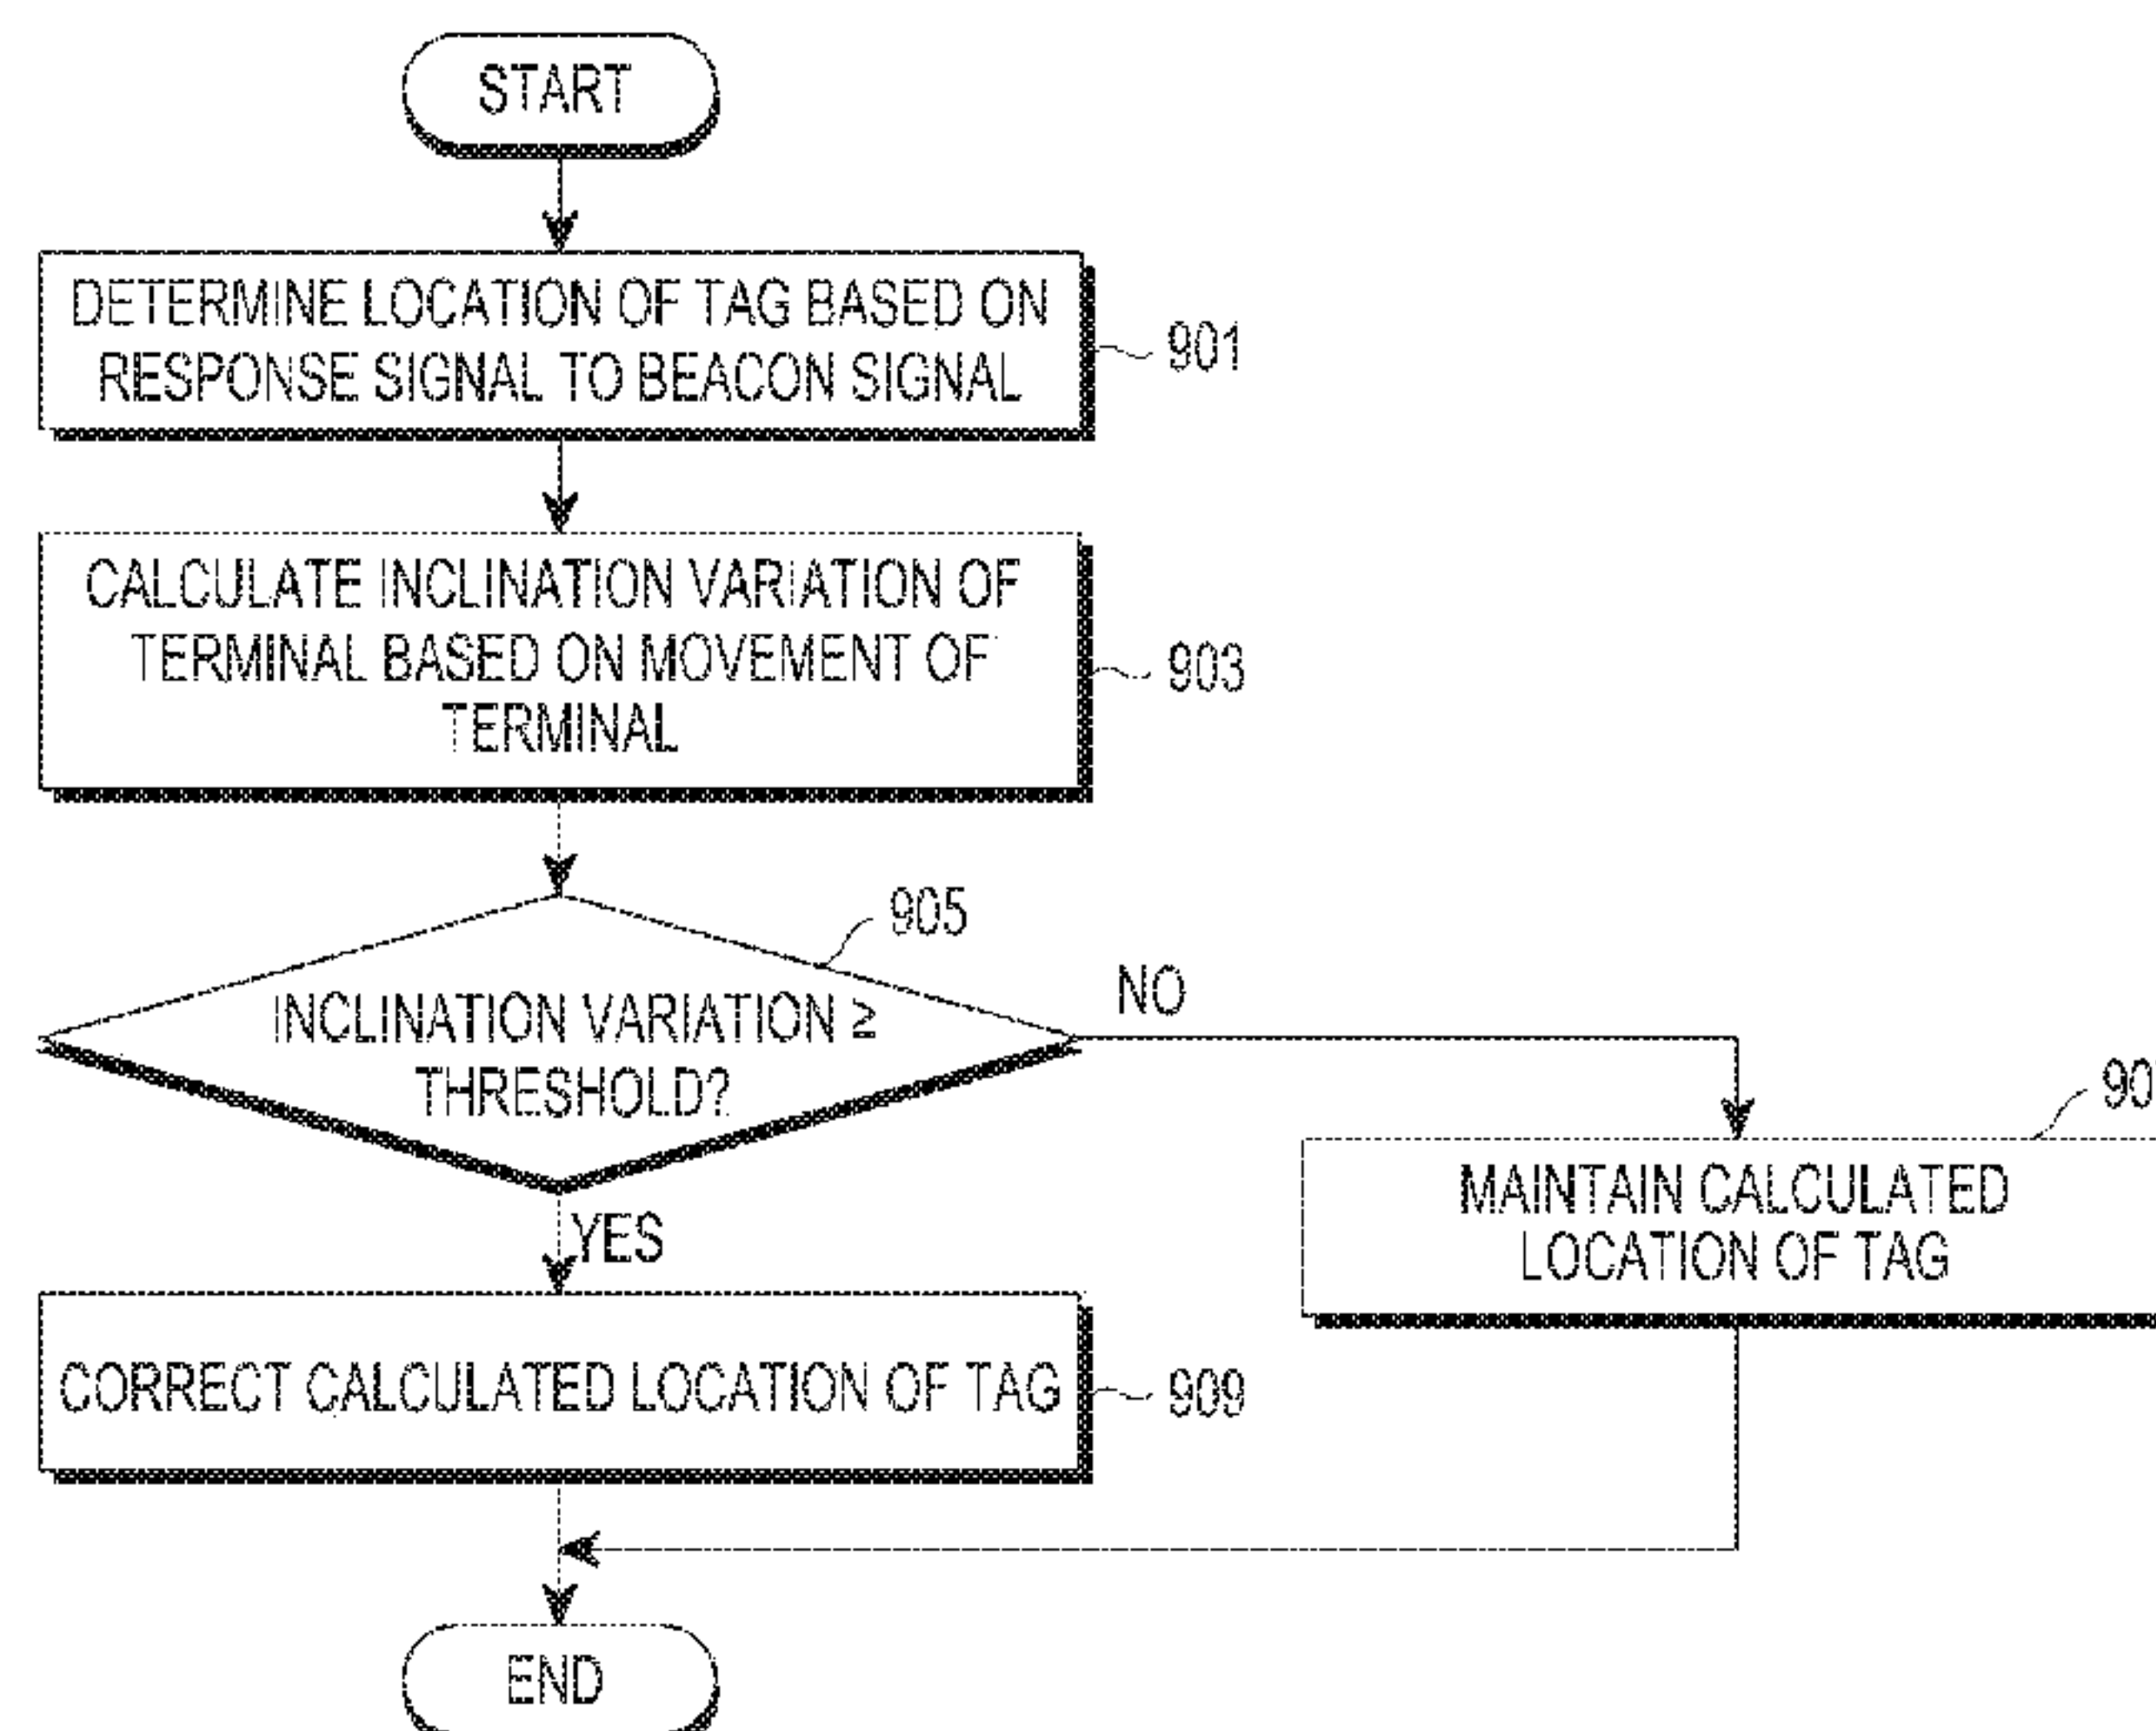 START
DETERMINE LOCATION OF TAG BASED ON
RESPONSE SIGNAL TO BEACON SIGNAL
901
CALCULATE INCLINATION VARIATION OF
TERMINAL BASED ON MOVEMENT OF
TERMINAL
903
905
INCLINATION VARIATION ≥
THRESHOLD?
NO
YES
MAINTAIN CALCULATED
LOCATION OF TAG
CORRECT CALCULATED LOCATION OF TAG
909
END